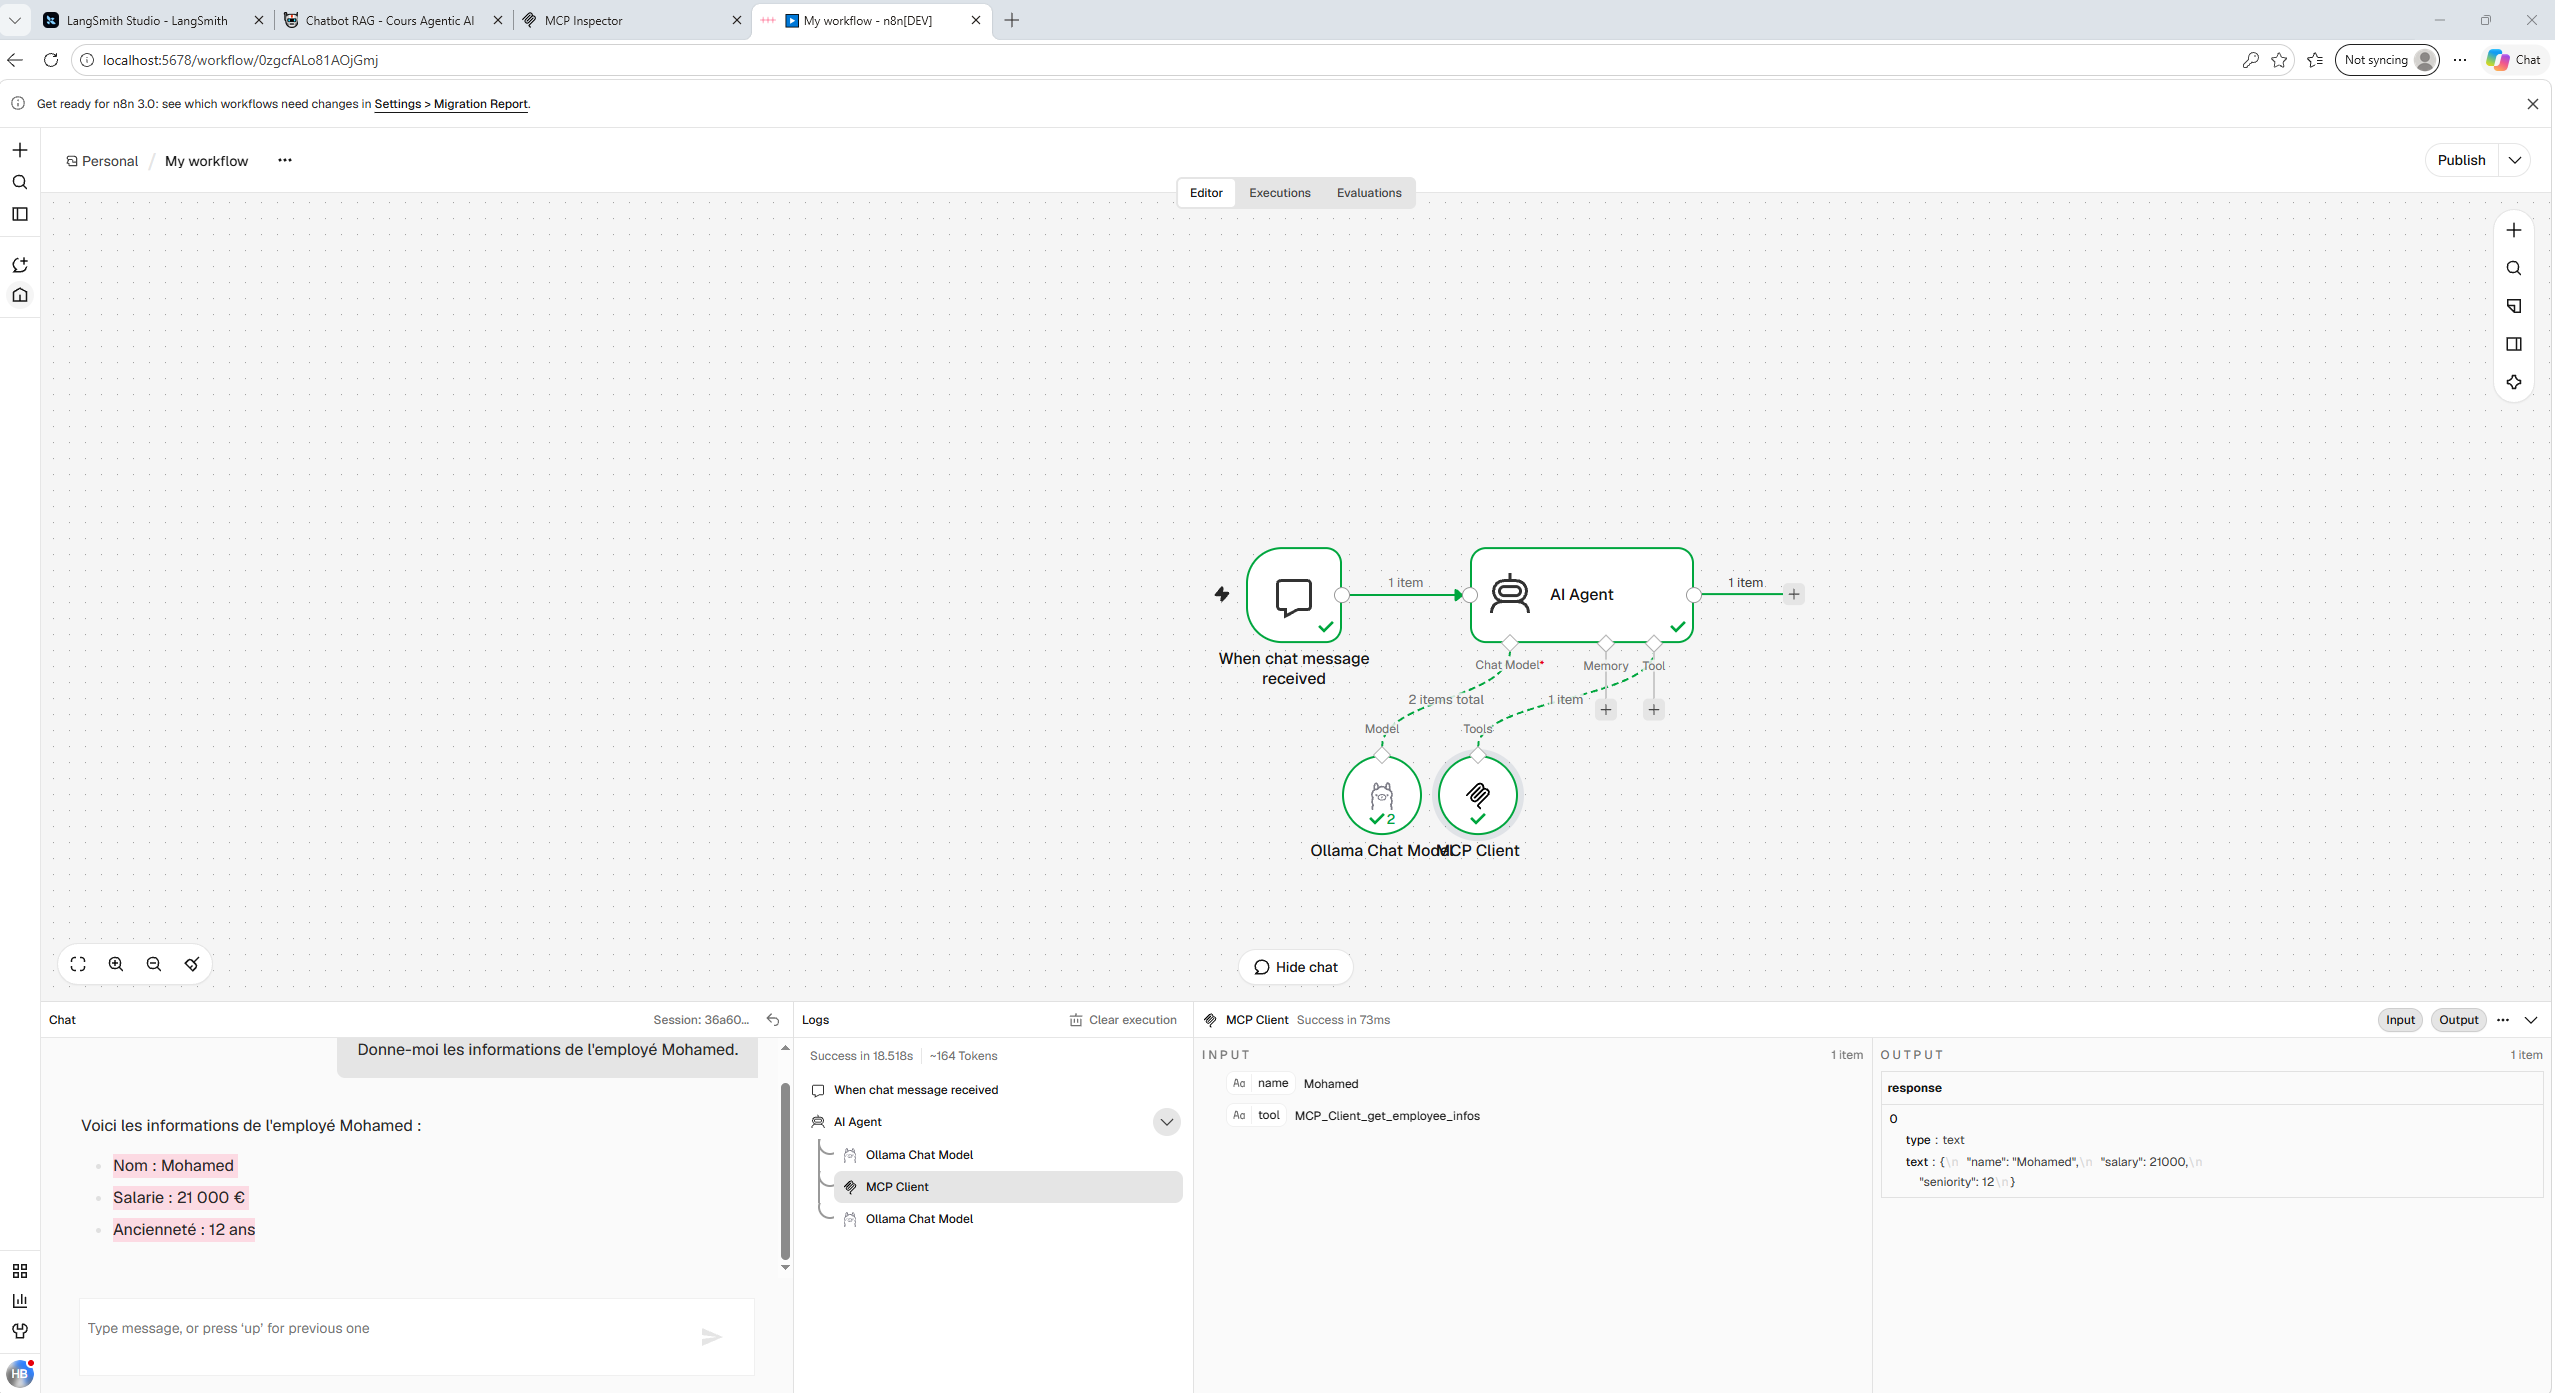 LangSmith Studio - LangSmith
Chatbot RAG - Cours Agentic AI
MCP Inspector
My workflow - n8n[DEV]
localhost:5678/workflow/0zgcfALo81AOjGmj
Not syncing
Chat
Get ready for n8n 3.0: see which workflows need changes in Settings > Migration Report.
Personal / My workflow
Publish
Editor Executions Evaluations
1 item
AI Agent
1 item
When chat message
received
Chat Model*
Memory
Tool
2 items total
1 item
Model
Tools
2
Ollama Chat Model
MCP Client
Hide chat
Chat
Session: 36a60...
Donne-moi les informations de l'employé Mohamed.
Voici les informations de l'employé Mohamed :
Nom : Mohamed
Salarie : 21 000 €
Ancienneté : 12 ans
Type message, or press ‘up’ for previous one
HB
Logs
Clear execution
Success in 18.518s ~164 Tokens
When chat message received
AI Agent
Ollama Chat Model
MCP Client
Ollama Chat Model
MCP Client Success in 73ms
Input Output
INPUT
1 item
Aa name Mohamed
Aa tool MCP_Client_get_employee_infos
OUTPUT
1 item
response
0
type : text
text : {\n "name": "Mohamed",\n "salary": 21000,\n
"seniority": 12\n}